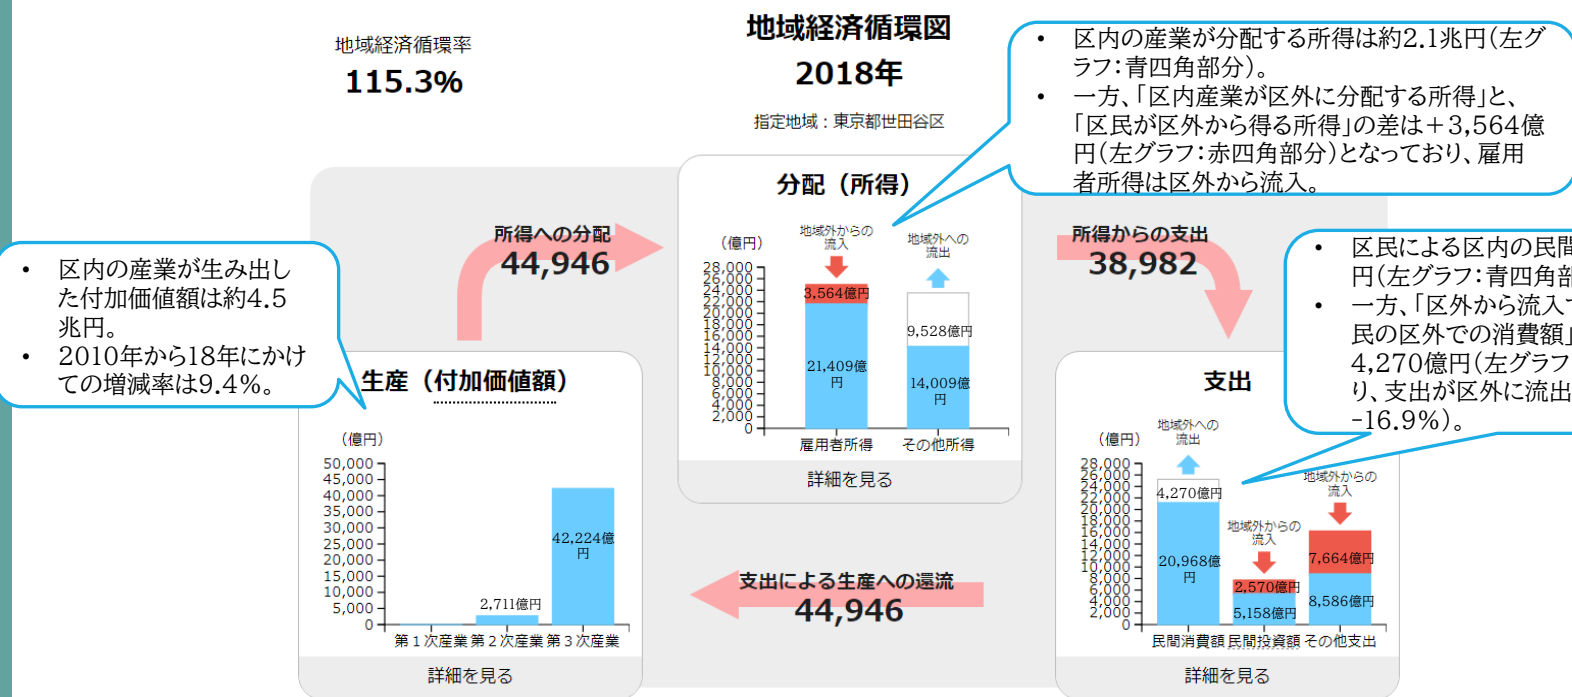 地域経済循環図
2018年
指定地域：東京都世田谷区
地域経済循環率
115.3%
• 区内の産業が分配する所得は約2.1兆円(左グ
ラフ：青四角部分)。
• 一方、「区内産業が区外に分配する所得」と、
「区民が区外から得る所得」の差は＋3,564億
円(左グラフ：赤四角部分)となっており、雇用
者所得は区外から流入。
所得への分配
44,946
分配（所得）
地域外からの
流入
地域外への
流出
（億円）
28,000
26,000
24,000
22,000
20,000
18,000
16,000
14,000
12,000
10,000
8,000
6,000
4,000
2,000
0
3,564億円
21,409億
円
9,528億円
14,009億
円
雇用者所得
その他所得
詳細を見る
所得からの支出
38,982
• 区民による区内の民間
円(左グラフ：青四角部
• 一方、「区外から流入
民の区外での消費額」
4,270億円(左グラフ
り、支出が区外に流出
-16.9%)。
• 区内の産業が生み出し
た付加価値額は約4.5
兆円。
• 2010年から18年にかけ
ての増減率は9.4%。
生産（付加価値額）
（億円）
50,000
45,000
40,000
35,000
30,000
25,000
20,000
15,000
10,000
5,000
0
2,711億円
42,224億
円
第１次産業
第２次産業
第３次産業
詳細を見る
支出による生産への還流
44,946
支出
地域外への
流出
（億円）
28,000
26,000
24,000
22,000
20,000
18,000
16,000
14,000
12,000
10,000
8,000
6,000
4,000
2,000
0
4,270億円
20,968億
円
地域外からの
流入
2,570億円
5,158億円
地域外からの
流入
7,664億円
8,586億円
民間消費額
民間投資額
その他支出
詳細を見る